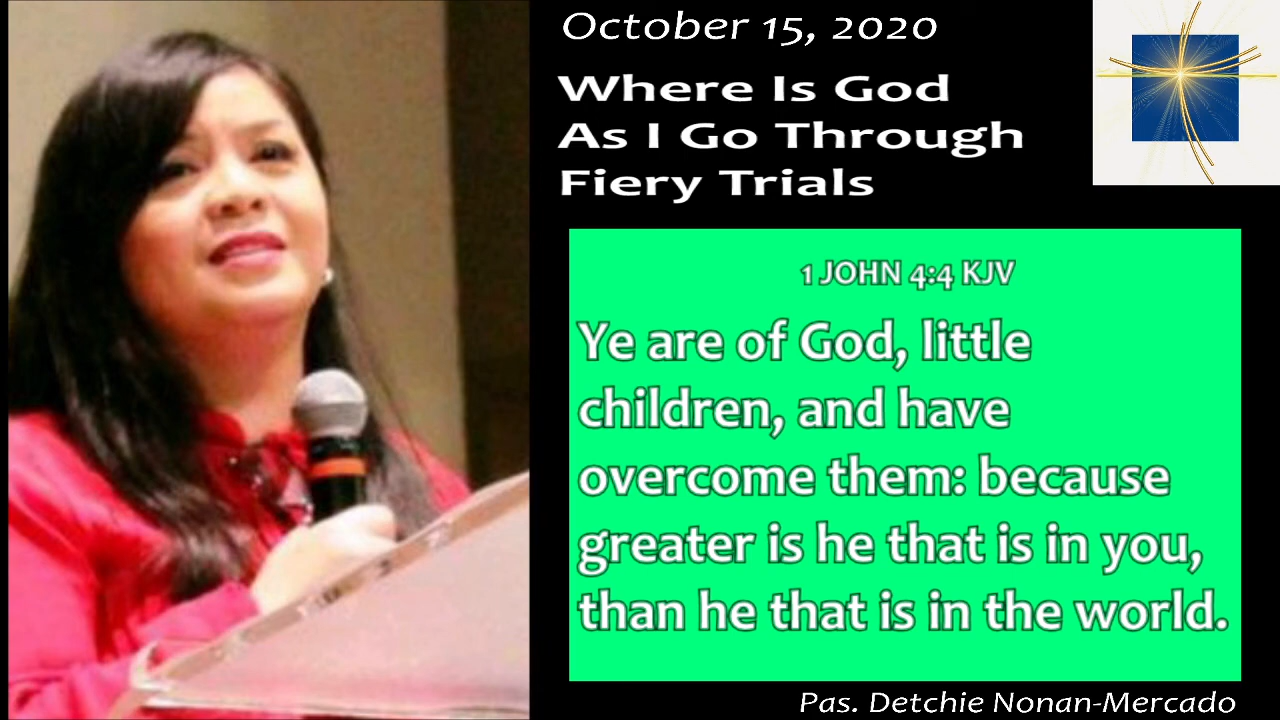 October 15, 2020
Where Is God
As I Go Through
Fiery Trials
1 JOHN 4:4 KJV
Ye are of God, little
children, and have
overcome them: because
greater is he that is in you,
than he that is in the world.
Pas. Detchie Nonan-Mercado